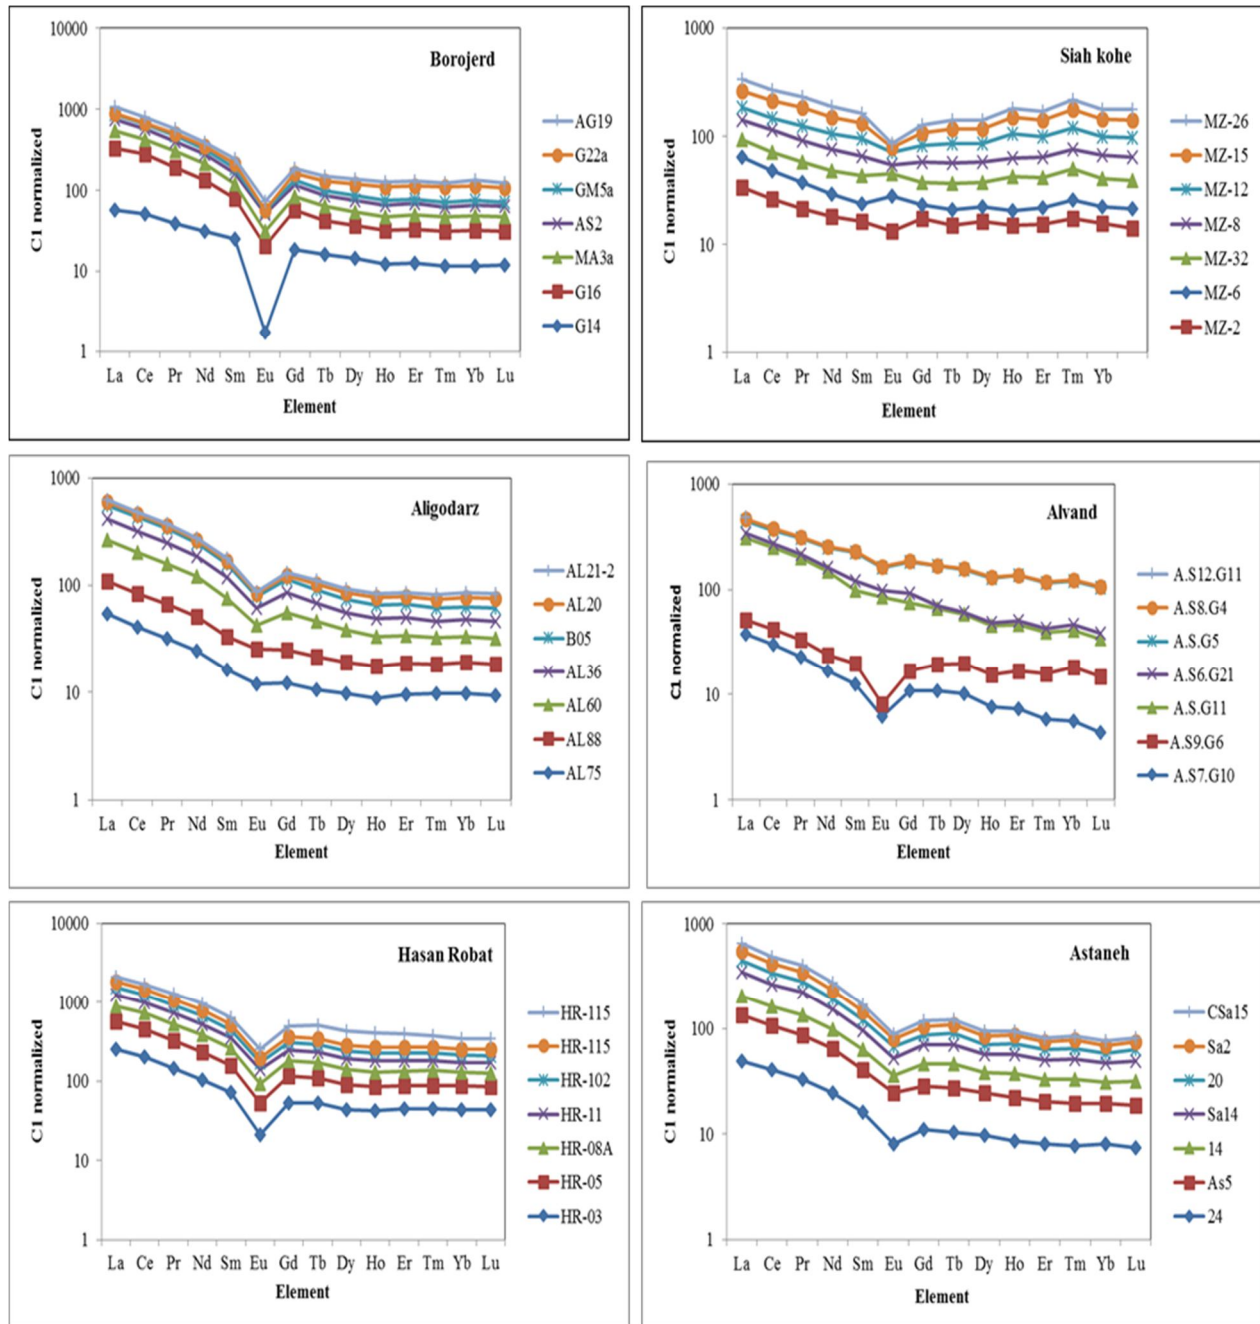 Borojerd
C1 normalized
10000
1000
100
10
1
La Ce Pr Nd Sm Eu Gd Tb Dy Ho Er Tm Yb Lu
Element
AG19
G22a
GM5a
AS2
MA3a
G16
G14
Siah kohe
C1 normalized
1000
100
10
1
La Ce Pr Nd Sm Eu Gd Tb Dy Ho Er Tm Yb
Element
MZ-26
MZ-15
MZ-12
MZ-8
MZ-32
MZ-6
MZ-2
Aligodarz
C1 normalized
1000
100
10
1
La Ce Pr Nd Sm Eu Gd Tb Dy Ho Er Tm Yb Lu
Element
AL21-2
AL20
B05
AL36
AL60
AL88
AL75
Alvand
C1 normalized
1000
100
10
1
La Ce Pr Nd Sm Eu Gd Tb Dy Ho Er Tm Yb Lu
Element
A.S12.G11
A.S8.G4
A.S.G5
A.S6.G21
A.S.G11
A.S9.G6
A.S7.G10
Hasan Robat
C1 normalized
10000
1000
100
10
1
La Ce Pr Nd Sm Eu Gd Tb Dy Ho Er Tm Yb Lu
Element
HR-115
HR-115
HR-102
HR-11
HR-08A
HR-05
HR-03
Astaneh
C1 normalized
1000
100
10
1
La Ce Pr Nd Sm Eu Gd Tb Dy Ho Er Tm Yb Lu
Element
CSa15
Sa2
20
Sa14
14
As5
24